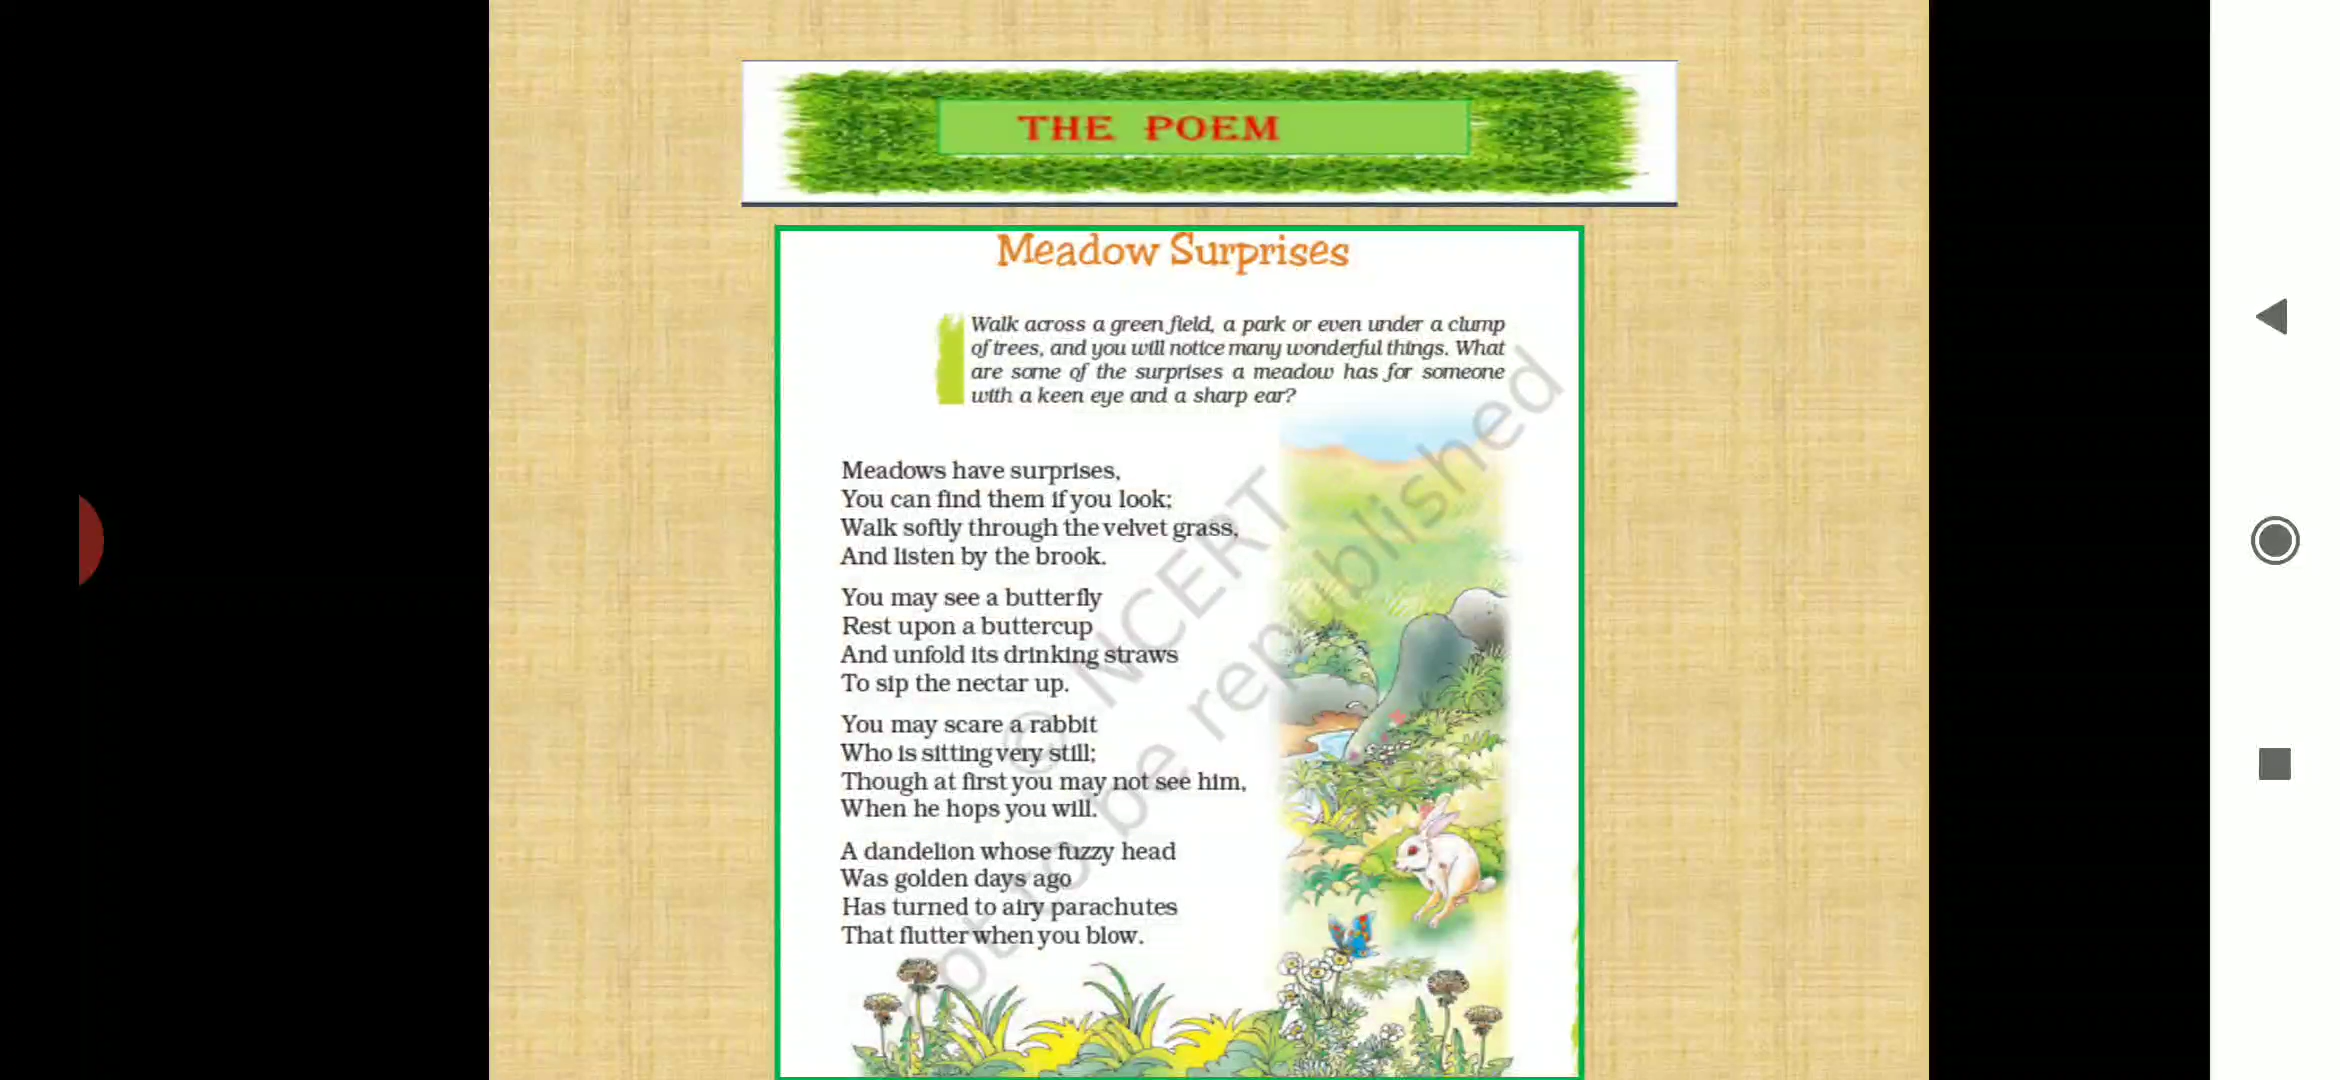 THE POEM
Meadow Surprises
Walk across a green field, a park or even under a clump
of trees, and you will notice many wonderful things. What
are some of the surprises a meadow has for someone
with a keen eye and a sharp ear?
Meadows have surprises,
You can find them if you look;
Walk softly through the velvet grass,
And listen by the brook.
You may see a butterfly
Rest upon a buttercup
And unfold its drinking straws
To sip the nectar up.
You may scare a rabbit
Who is sitting very still;
Though at first you may not see him,
When he hops you will.
A dandelion whose fuzzy head
Was golden days ago
Has turned to airy parachutes
That flutter when you blow.
© NCERT
not to be republished